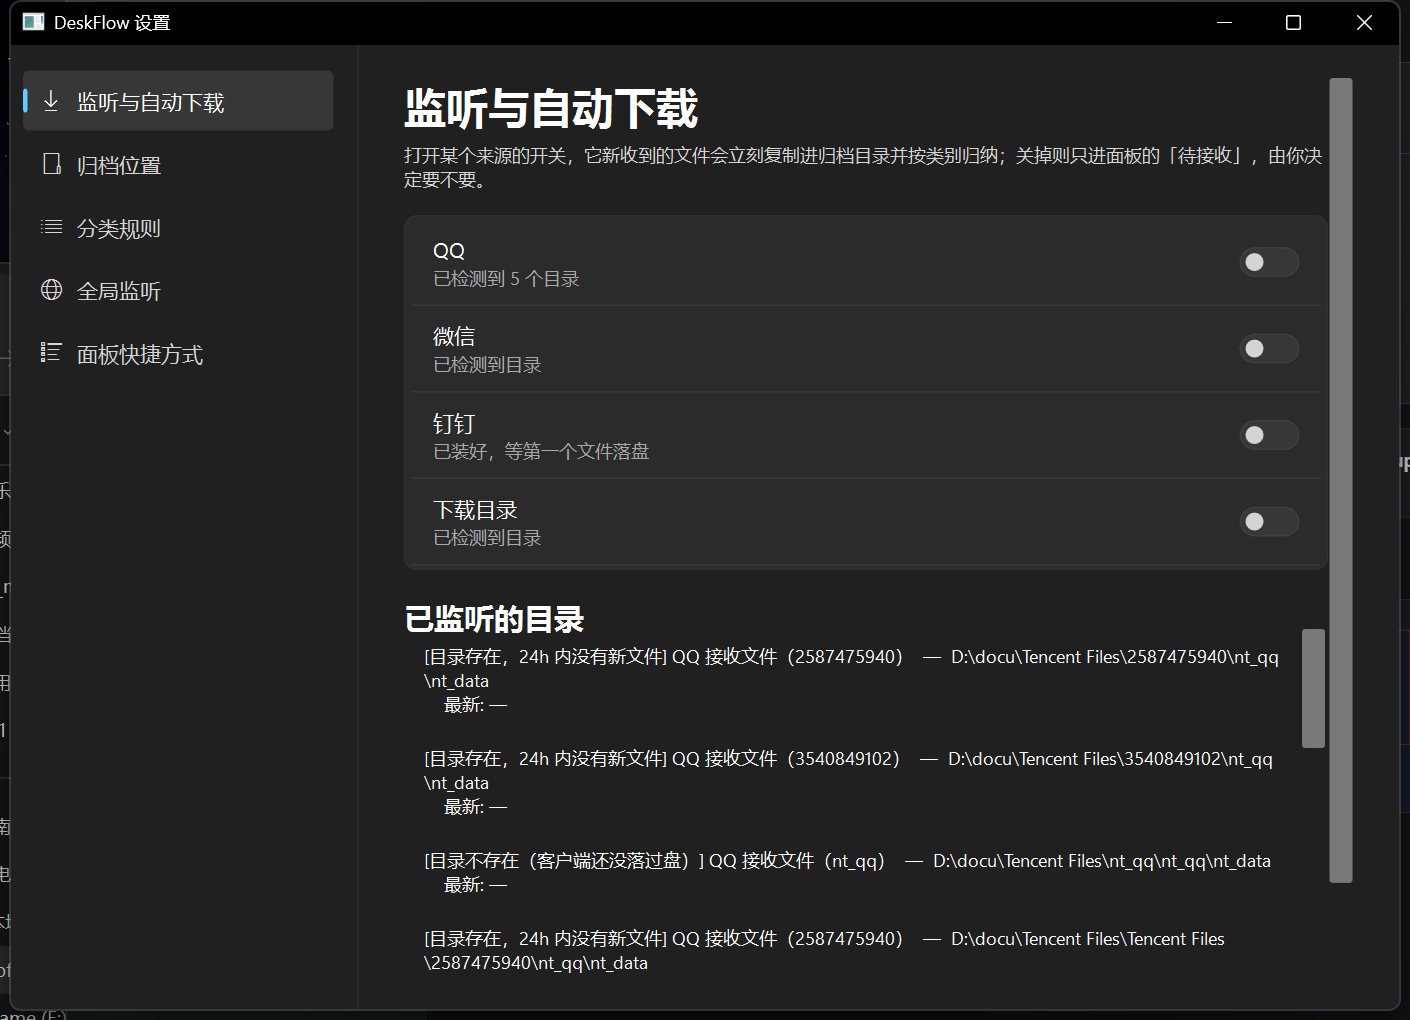 DeskFlow 设置
监听与自动下载
归档位置
分类规则
全局监听
面板快捷方式
监听与自动下载
打开某个来源的开关，它新收到的文件会立刻复制进归档目录并按类别归纳；关掉则只进面板的「待接收」，由你决
定要不要。
QQ
已检测到 5 个目录
微信
已检测到目录
钉钉
已装好，等第一个文件落盘
下载目录
已检测到目录
已监听的目录
[目录存在，24h 内没有新文件] QQ 接收文件（2587475940） — D:\docu\Tencent Files\2587475940\nt_qq
\nt_data
最新: —
[目录存在，24h 内没有新文件] QQ 接收文件（3540849102） — D:\docu\Tencent Files\3540849102\nt_qq
\nt_data
最新: —
[目录不存在（客户端还没落过盘）] QQ 接收文件（nt_qq） — D:\docu\Tencent Files\nt_qq\nt_qq\nt_data
最新: —
[目录存在，24h 内没有新文件] QQ 接收文件（2587475940） — D:\docu\Tencent Files\Tencent Files
\2587475940\nt_qq\nt_data